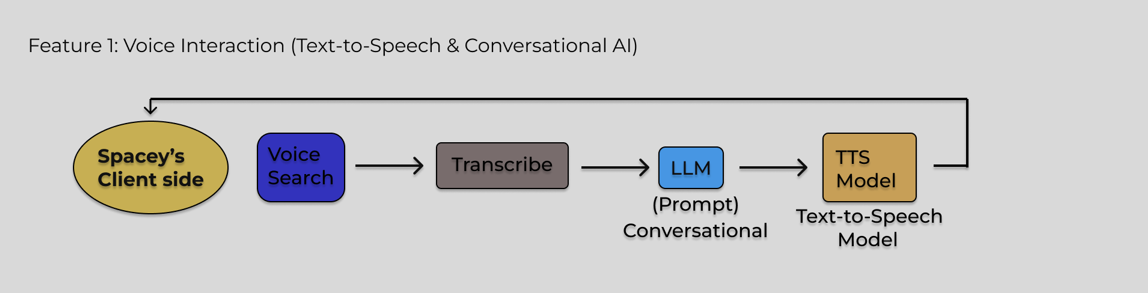 Feature 1: Voice Interaction (Text-to-Speech & Conversational AI)
Spacey’s
Client side
Voice
Search
Transcribe
LLM
(Prompt)
Conversational
TTS
Model
Text-to-Speech
Model